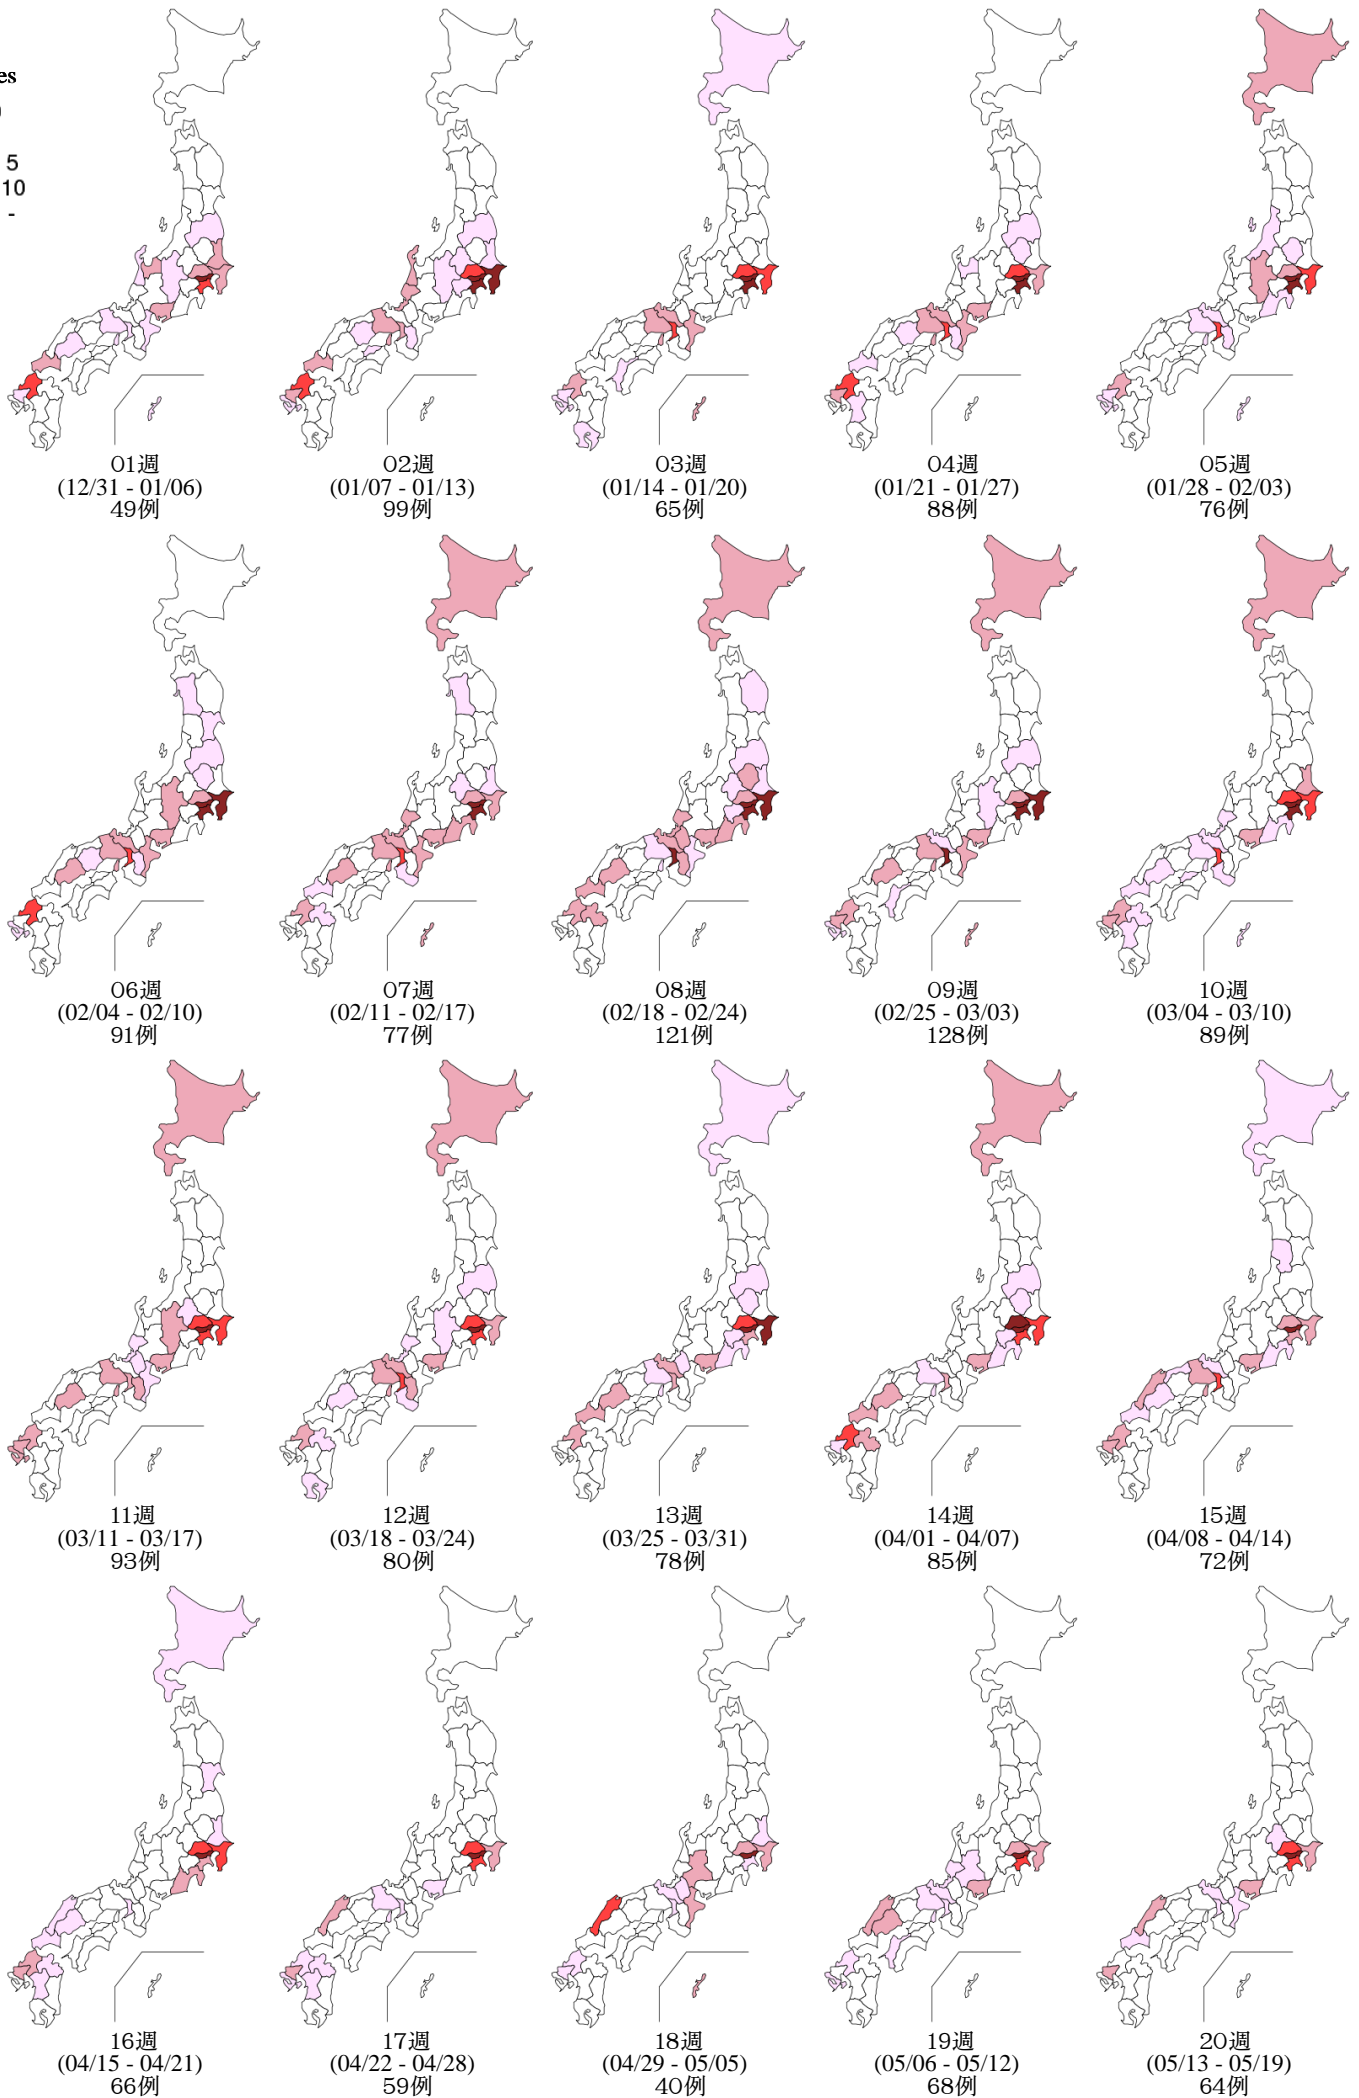 es
5
10
-
01週
(12/31 - 01/06)
49例
02週
(01/07 - 01/13)
99例
03週
(01/14 - 01/20)
65例
04週
(01/21 - 01/27)
88例
05週
(01/28 - 02/03)
76例
06週
(02/04 - 02/10)
91例
07週
(02/11 - 02/17)
77例
08週
(02/18 - 02/24)
121例
09週
(02/25 - 03/03)
128例
10週
(03/04 - 03/10)
89例
11週
(03/11 - 03/17)
93例
12週
(03/18 - 03/24)
80例
13週
(03/25 - 03/31)
78例
14週
(04/01 - 04/07)
85例
15週
(04/08 - 04/14)
72例
16週
(04/15 - 04/21)
66例
17週
(04/22 - 04/28)
59例
18週
(04/29 - 05/05)
40例
19週
(05/06 - 05/12)
68例
20週
(05/13 - 05/19)
64例